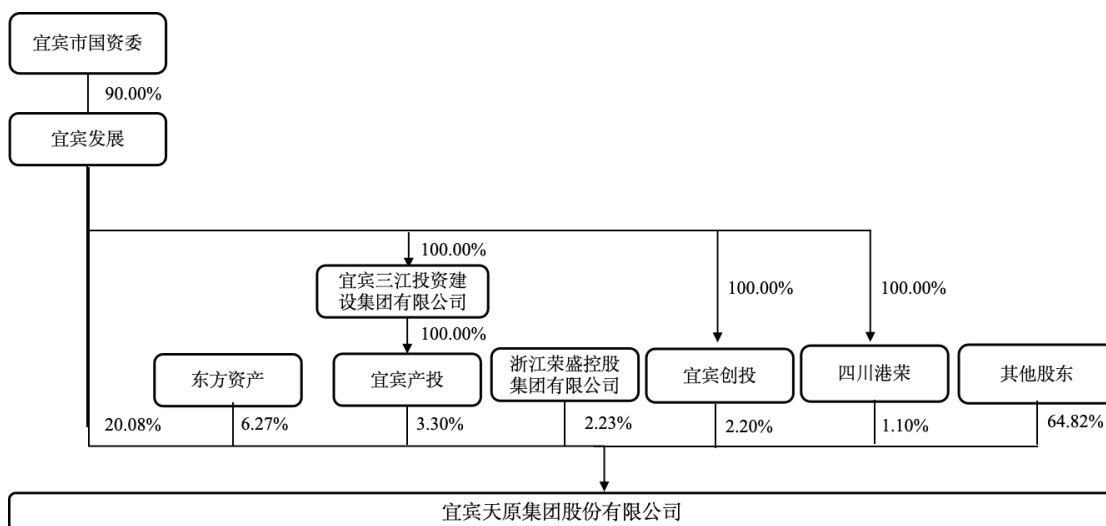 宜宾市国资委
90.00%
宜宾发展
100.00%
宜宾三江投资建
设集团有限公司
100.00%
100.00%
100.00%
东方资产
宜宾产投
浙江荣盛控股
集团有限公司
宜宾创投
四川港荣
其他股东
20.08%
6.27%
3.30%
2.23%
2.20%
1.10%
64.82%
宜宾天原集团股份有限公司